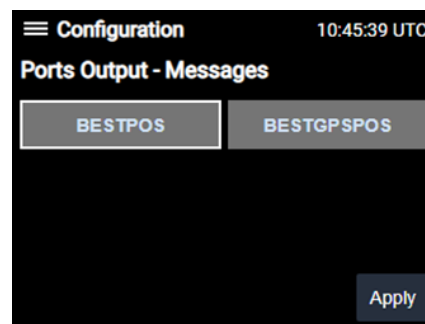 Configuration 10:45:39 UTC
Ports Output - Messages
BESTPOS BESTGPSPOS
Apply